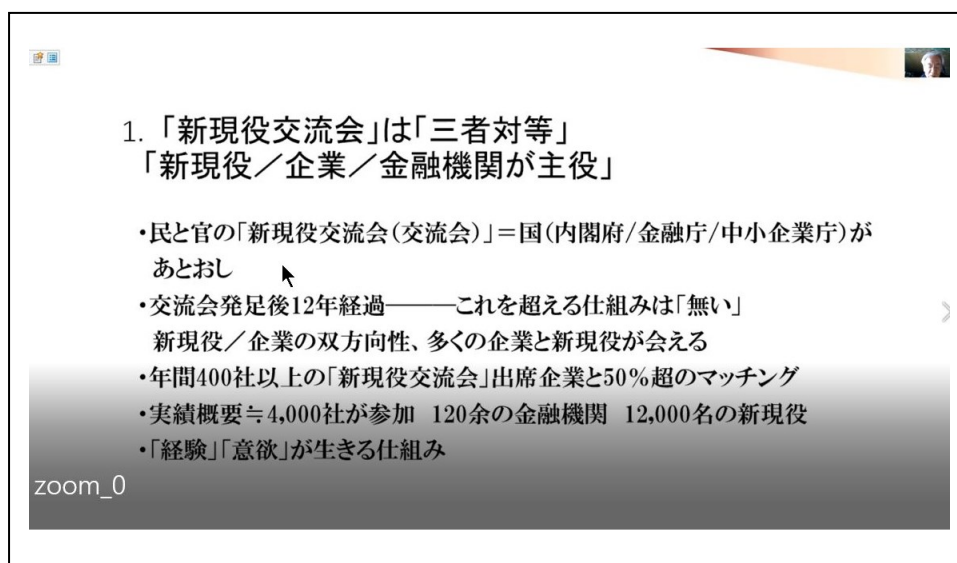 1. 「新現役交流会」は「三者対等」
「新現役／企業／金融機関が主役」
・民と官の「新現役交流会(交流会)」＝国(内閣府/金融庁/中小企業庁)が
あとおし
・交流会発足後12年経過―――これを超える仕組みは「無い」
新現役／企業の双方向性、多くの企業と新現役が会える
・年間400社以上の「新現役交流会」出席企業と50%超のマッチング
・実績概要≒4,000社が参加 120余の金融機関 12,000名の新現役
・「経験」「意欲」が生きる仕組み
zoom_0